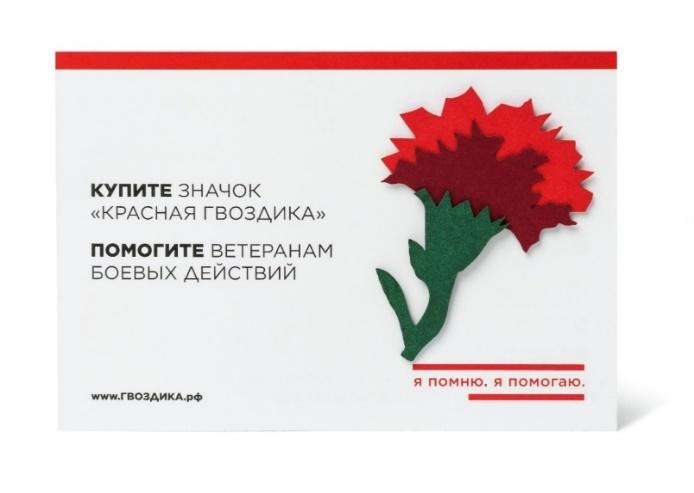 КУПИТЕ ЗНАЧОК
«КРАСНАЯ ГВОЗДИКА»
ПОМОГИТЕ ВЕТЕРАНАМ
БОЕВЫХ ДЕЙСТВИЙ
я помню. я помогаю.
www.ГВОЗДИКА.рф